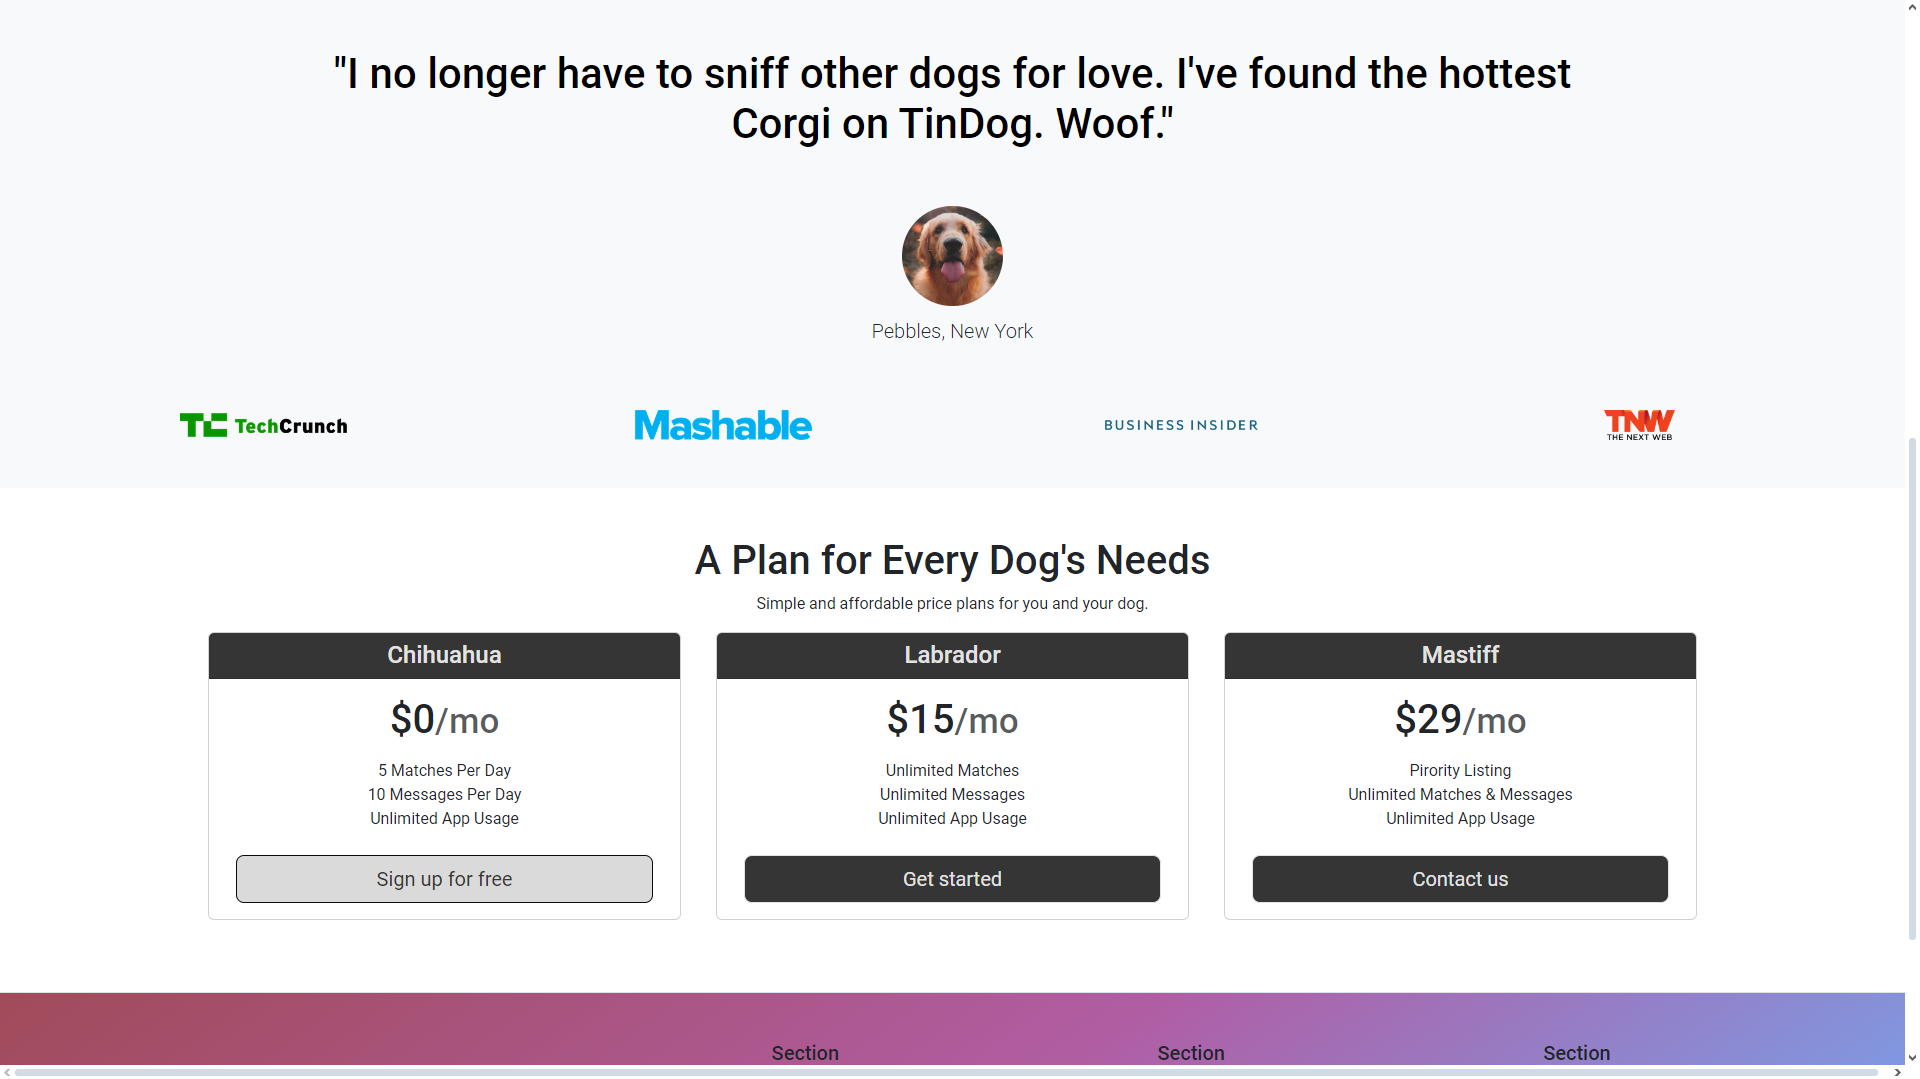 "I no longer have to sniff other dogs for love. I've found the hottest
Corgi on TinDog. Woof."
Pebbles, New York
TC TechCrunch
Mashable
BUSINESS INSIDER
TNW
THE NEXT WEB
A Plan for Every Dog's Needs
Simple and affordable price plans for you and your dog.
Chihuahua
$0/mo
5 Matches Per Day
10 Messages Per Day
Unlimited App Usage
Sign up for free
Labrador
$15/mo
Unlimited Matches
Unlimited Messages
Unlimited App Usage
Get started
Mastiff
$29/mo
Pirority Listing
Unlimited Matches & Messages
Unlimited App Usage
Contact us
Section
Section
Section